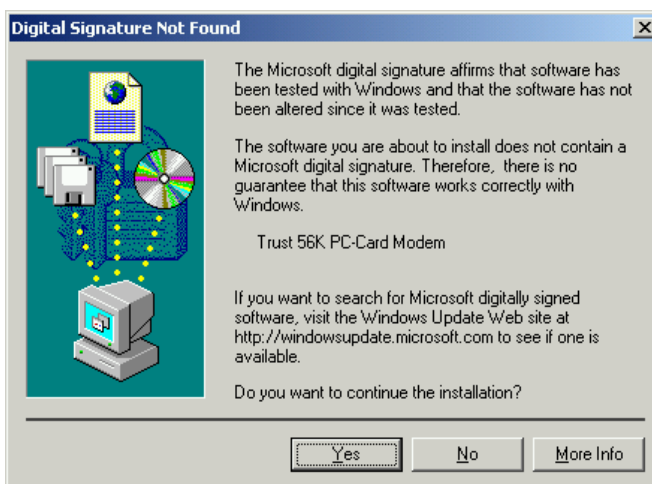 Digital Signature Not Found
The Microsoft digital signature affirms that software has
been tested with Windows and that the software has not
been altered since it was tested.
The software you are about to install does not contain a
Microsoft digital signature. Therefore, there is no
guarantee that this software works correctly with
Windows.
Trust 56K PC-Card Modem
If you want to search for Microsoft digitally signed
software, visit the Windows Update Web site at
http://windowsupdate.microsoft.com to see if one is
available.
Do you want to continue the installation?
Yes
No
More Info